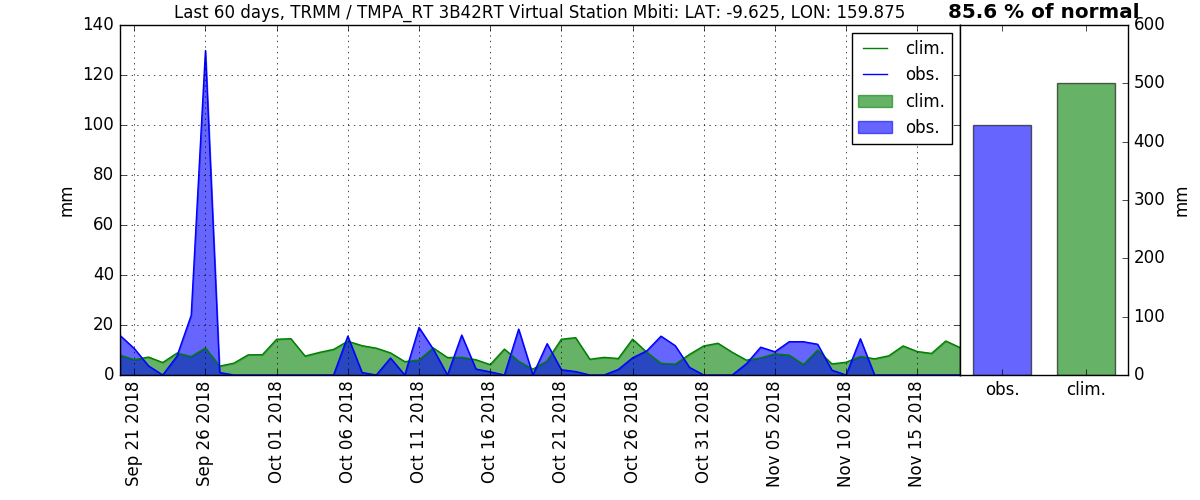 Last 60 days, TRMM / TMPA_RT 3B42RT Virtual Station Mbiti: LAT: -9.625, LON: 159.875
85.6 % of normal
140
120
100
80
60
40
20
0
mm
clim.
obs.
clim.
obs.
Sep 21 2018
Sep 26 2018
Oct 01 2018
Oct 06 2018
Oct 11 2018
Oct 16 2018
Oct 21 2018
Oct 26 2018
Oct 31 2018
Nov 05 2018
Nov 10 2018
Nov 15 2018
600
500
400
300
200
100
0
mm
obs.
clim.